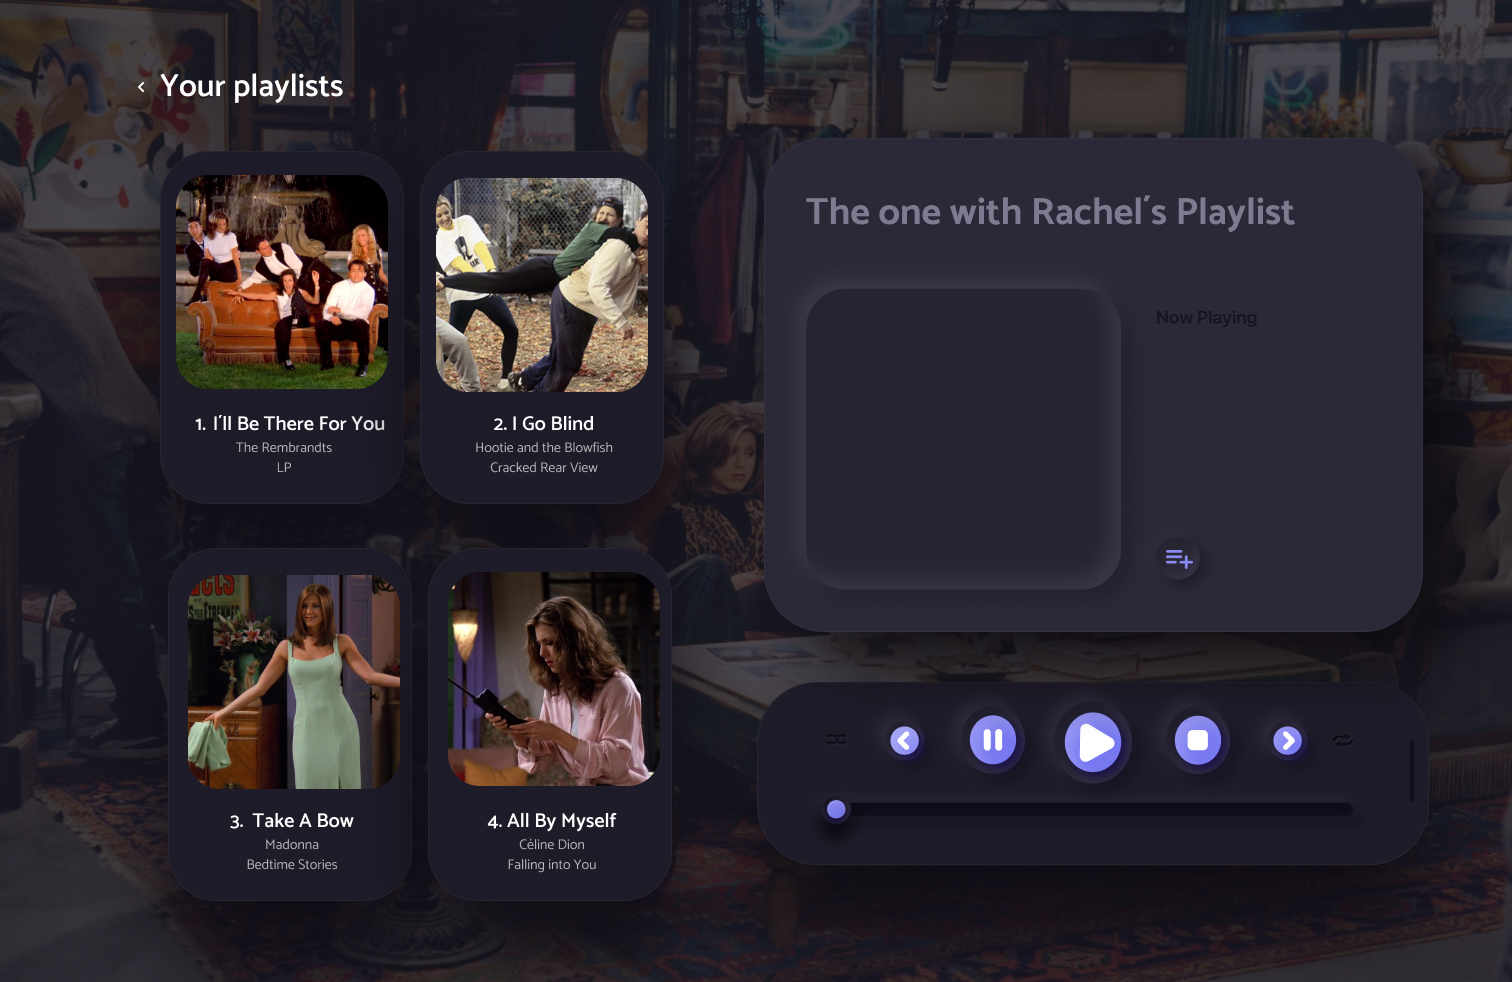 Your playlists
The one with Rachel´s Playlist
Now Playing
1. I´ll Be There For You
The Rembrandts
LP
2. I Go Blind
Hootie and the Blowfish
Cracked Rear View
3. Take A Bow
Madonna
Bedtime Stories
4. All By Myself
Céline Dion
Falling into You